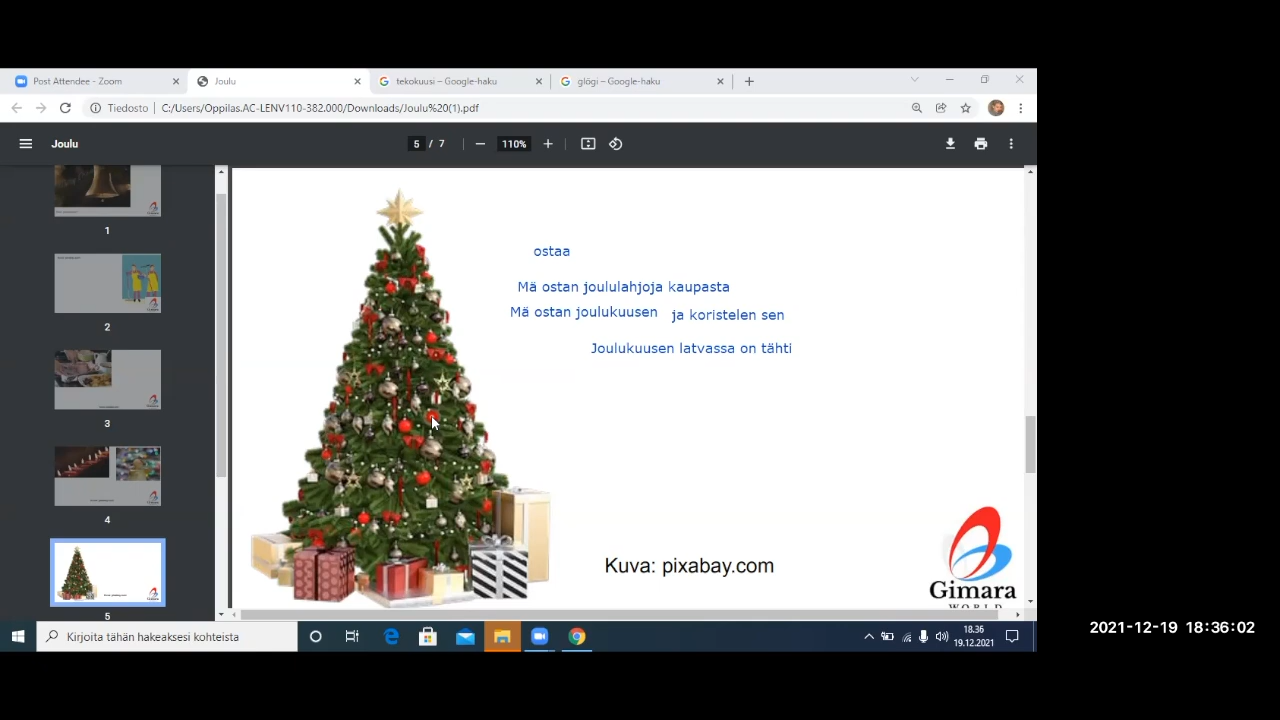 Post Attendee - Zoom
Joulu
tekokuusi – Google-haku
glögi – Google-haku
Tiedosto
C:/Users/Oppilas.AC-LENV110-382.000/Downloads/Joulu%20(1).pdf
Joulu
5 / 7
110%
1
2
3
4
5
ostaa
Mä ostan joululahjoja kaupasta
Mä ostan joulukuusen ja koristelen sen
Joulukuusen latvassa on tähti
Kuva: pixabay.com
Gimara
WORLD
Kirjoita tähän hakeaksesi kohteista
18.36
19.12.2021
2021-12-19 18:36:02